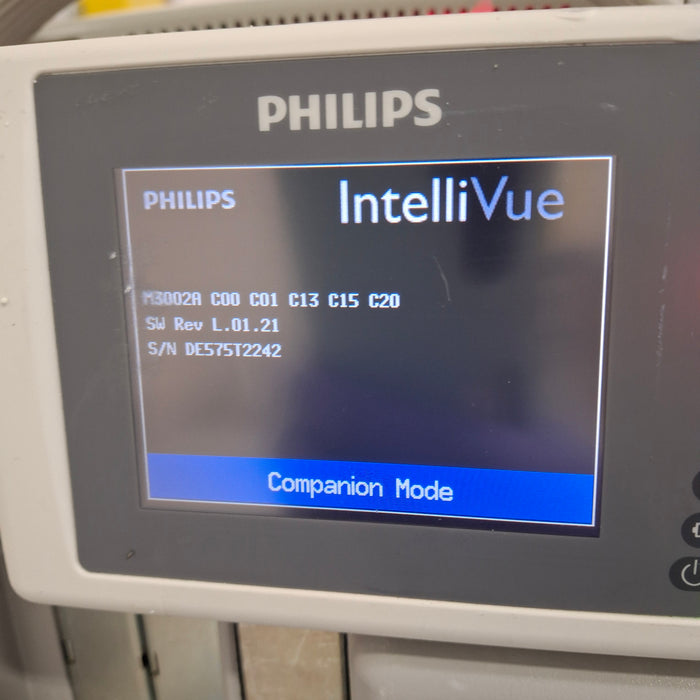 PHILIPS
PHILIPS IntelliVue
M3002A C00 C01 C13 C15 C20
SW Rev L.01.21
S/N DE575T2242
Companion Mode